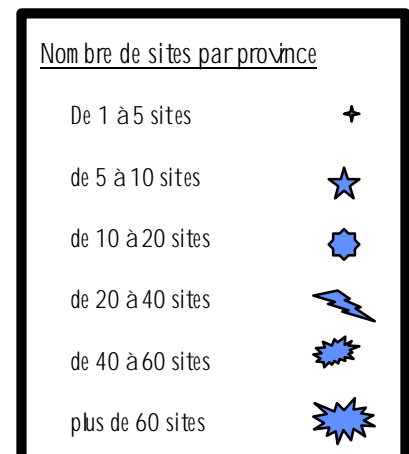 Nombre de sites par province
De 1 à 5 sites
de 5 à 10 sites
de 10 à 20 sites
de 20 à 40 sites
de 40 à 60 sites
plus de 60 sites